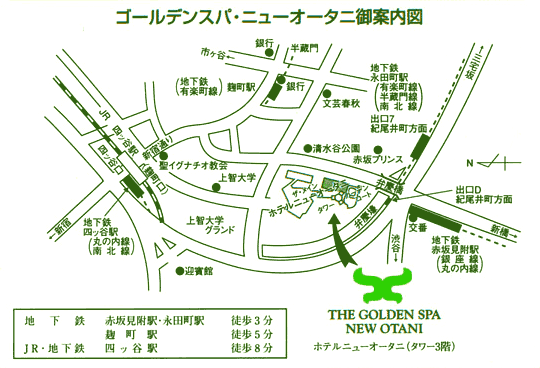 ゴールデンスパ・ニューオータニ御案内図
銀行
半蔵門
市ヶ谷
地下鉄
(有楽町線)
麹町駅
銀行
文芸春秋
地下鉄
永田町駅
(有楽町線
半蔵門線
南北線)
三宅坂
出口7
紀尾井町方面
JR
四ッ谷駅
四ッ谷口
(麹町口)
新宿通り
聖イグナチオ教会
上智大学
清水谷公園
赤坂プリンス
N
弁慶橋
出口D
紀尾井町方面
ホテルニュー
タワー
弁慶濠
上智大学
グランド
新宿
地下鉄
四ッ谷駅
(丸の内線
南北線)
迎賓館
渋谷
交番
新橋
地下鉄
赤坂見附駅
(銀座線
丸の内線)
THE GOLDEN SPA
NEW OTANI
ホテルニューオータニ(タワー3階)
地下鉄 赤坂見附駅・永田町駅 徒歩3分
麹町駅 徒歩5分
JR・地下鉄 四ッ谷駅 徒歩8分